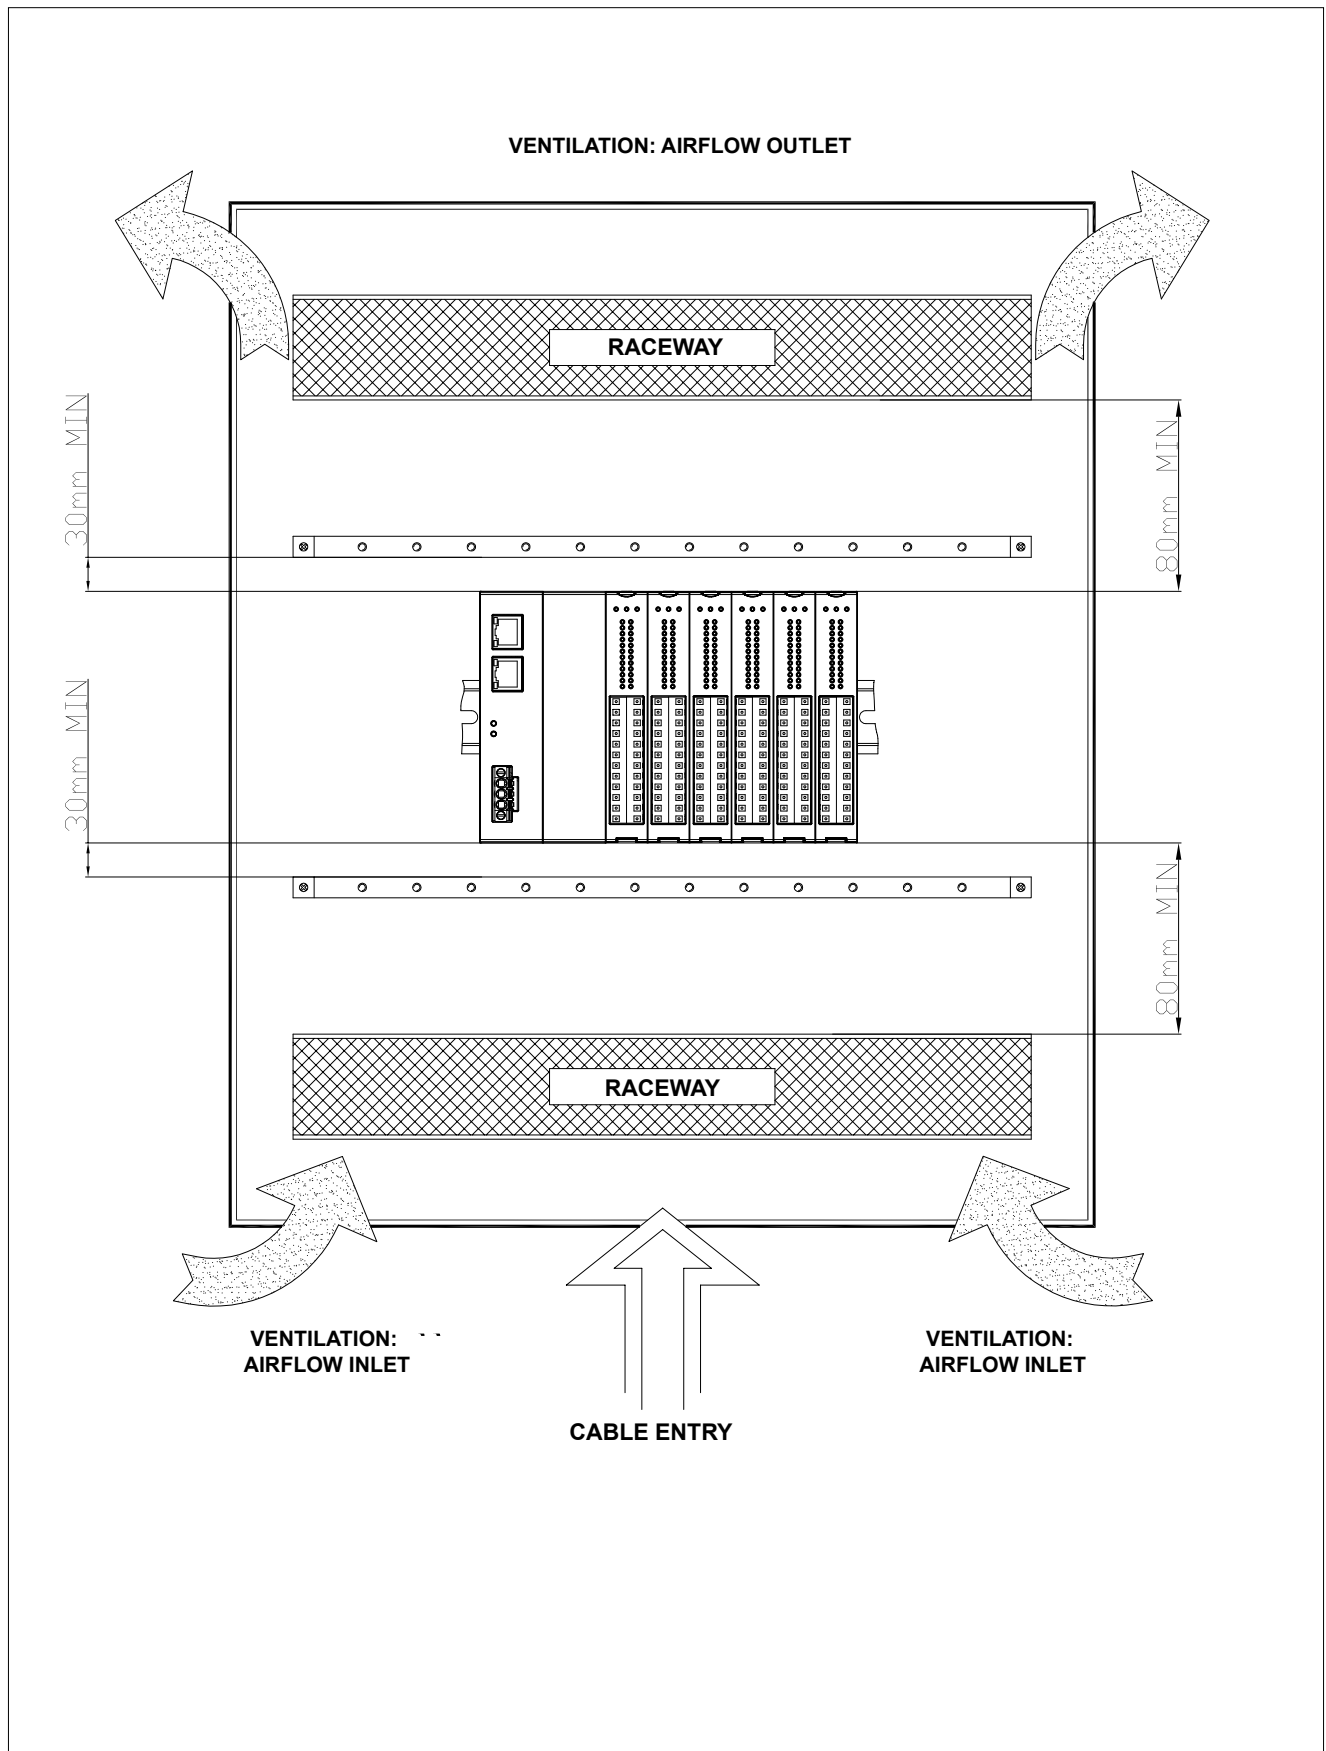 VENTILATION: AIRFLOW OUTLET
RACEWAY
30mm MIN
80mm MIN
30mm MIN
80mm MIN
RACEWAY
VENTILATION:
AIRFLOW INLET
VENTILATION:
AIRFLOW INLET
CABLE ENTRY